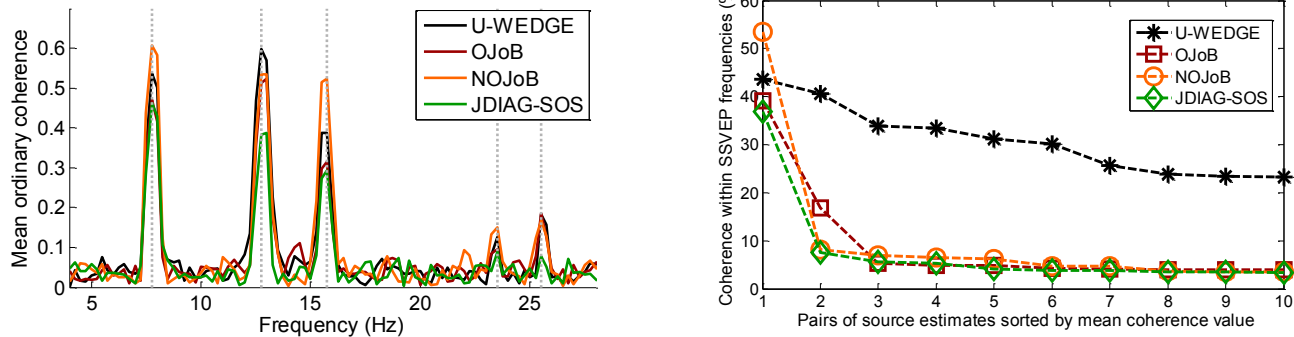 Mean ordinary coherence
0.6
0.5
0.4
0.3
0.2
0.1
0
5 10 15 20 25
Frequency (Hz)
U-WEDGE
OJoB
NOJoB
JDIAG-SOS
Coherence within SSVEP frequencies (%
60
50
40
30
20
10
0
1 2 3 4 5 6 7 8 9 10
Pairs of source estimates sorted by mean coherence value
U-WEDGE
OJoB
NOJoB
JDIAG-SOS